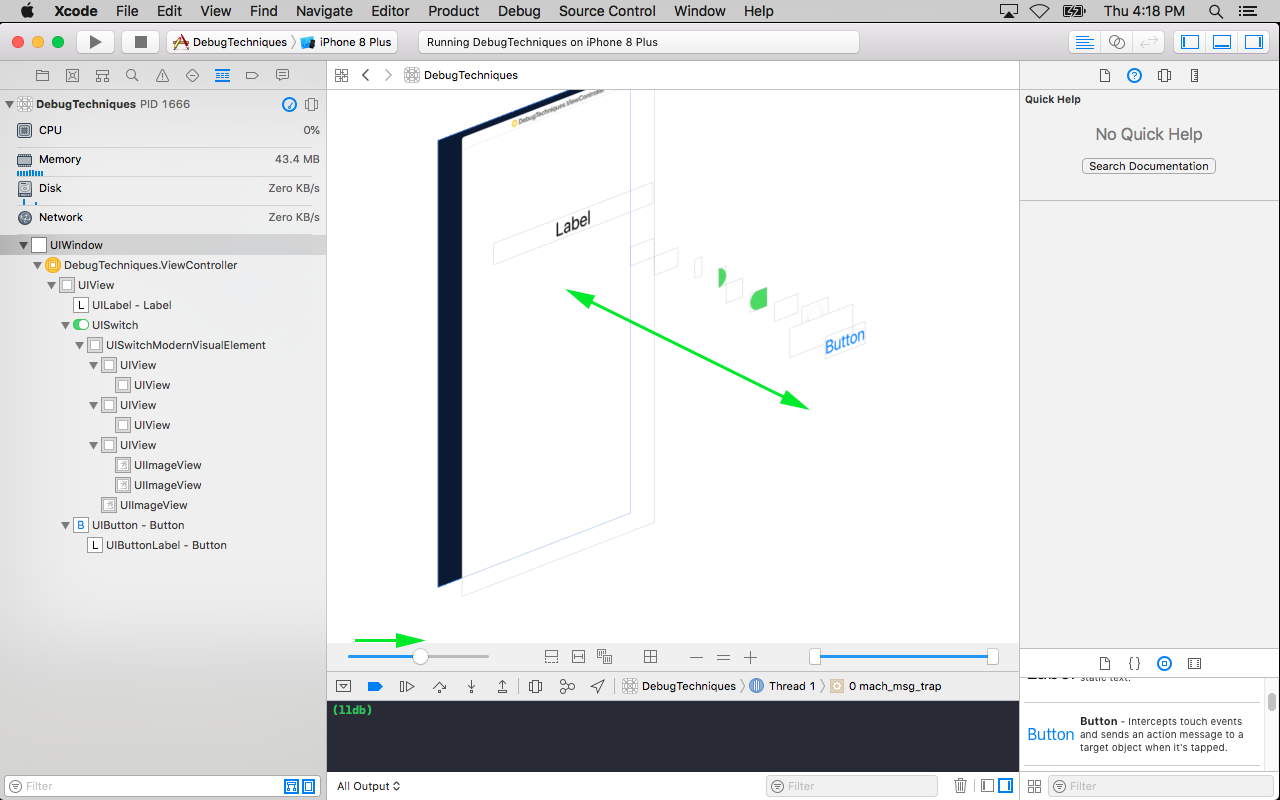 Xcode File Edit View Find Navigate Editor Product Debug Source Control Window Help Thu 4:18 PM
DebugTechniques iPhone 8 Plus Running DebugTechniques on iPhone 8 Plus
DebugTechniques
DebugTechniques PID 1666
CPU 0%
Memory 43.4 MB
Disk Zero KB/s
Network Zero KB/s
UIWindow
DebugTechniques.ViewController
UIView
L UILabel - Label
UISwitch
UISwitchModernVisualElement
UIView
UIView
UIView
UIView
UIView
UIImageView
UIImageView
UIImageView
B UIButton - Button
L UIButtonLabel - Button
Filter
DebugTechniques.ViewController
Label
Button
DebugTechniques Thread 1 0 mach_msg_trap
(lldb)
All Output
Filter
Quick Help
No Quick Help
Search Documentation
static text.
Button
Button - Intercepts touch events
and sends an action message to a
target object when it's tapped.
Filter